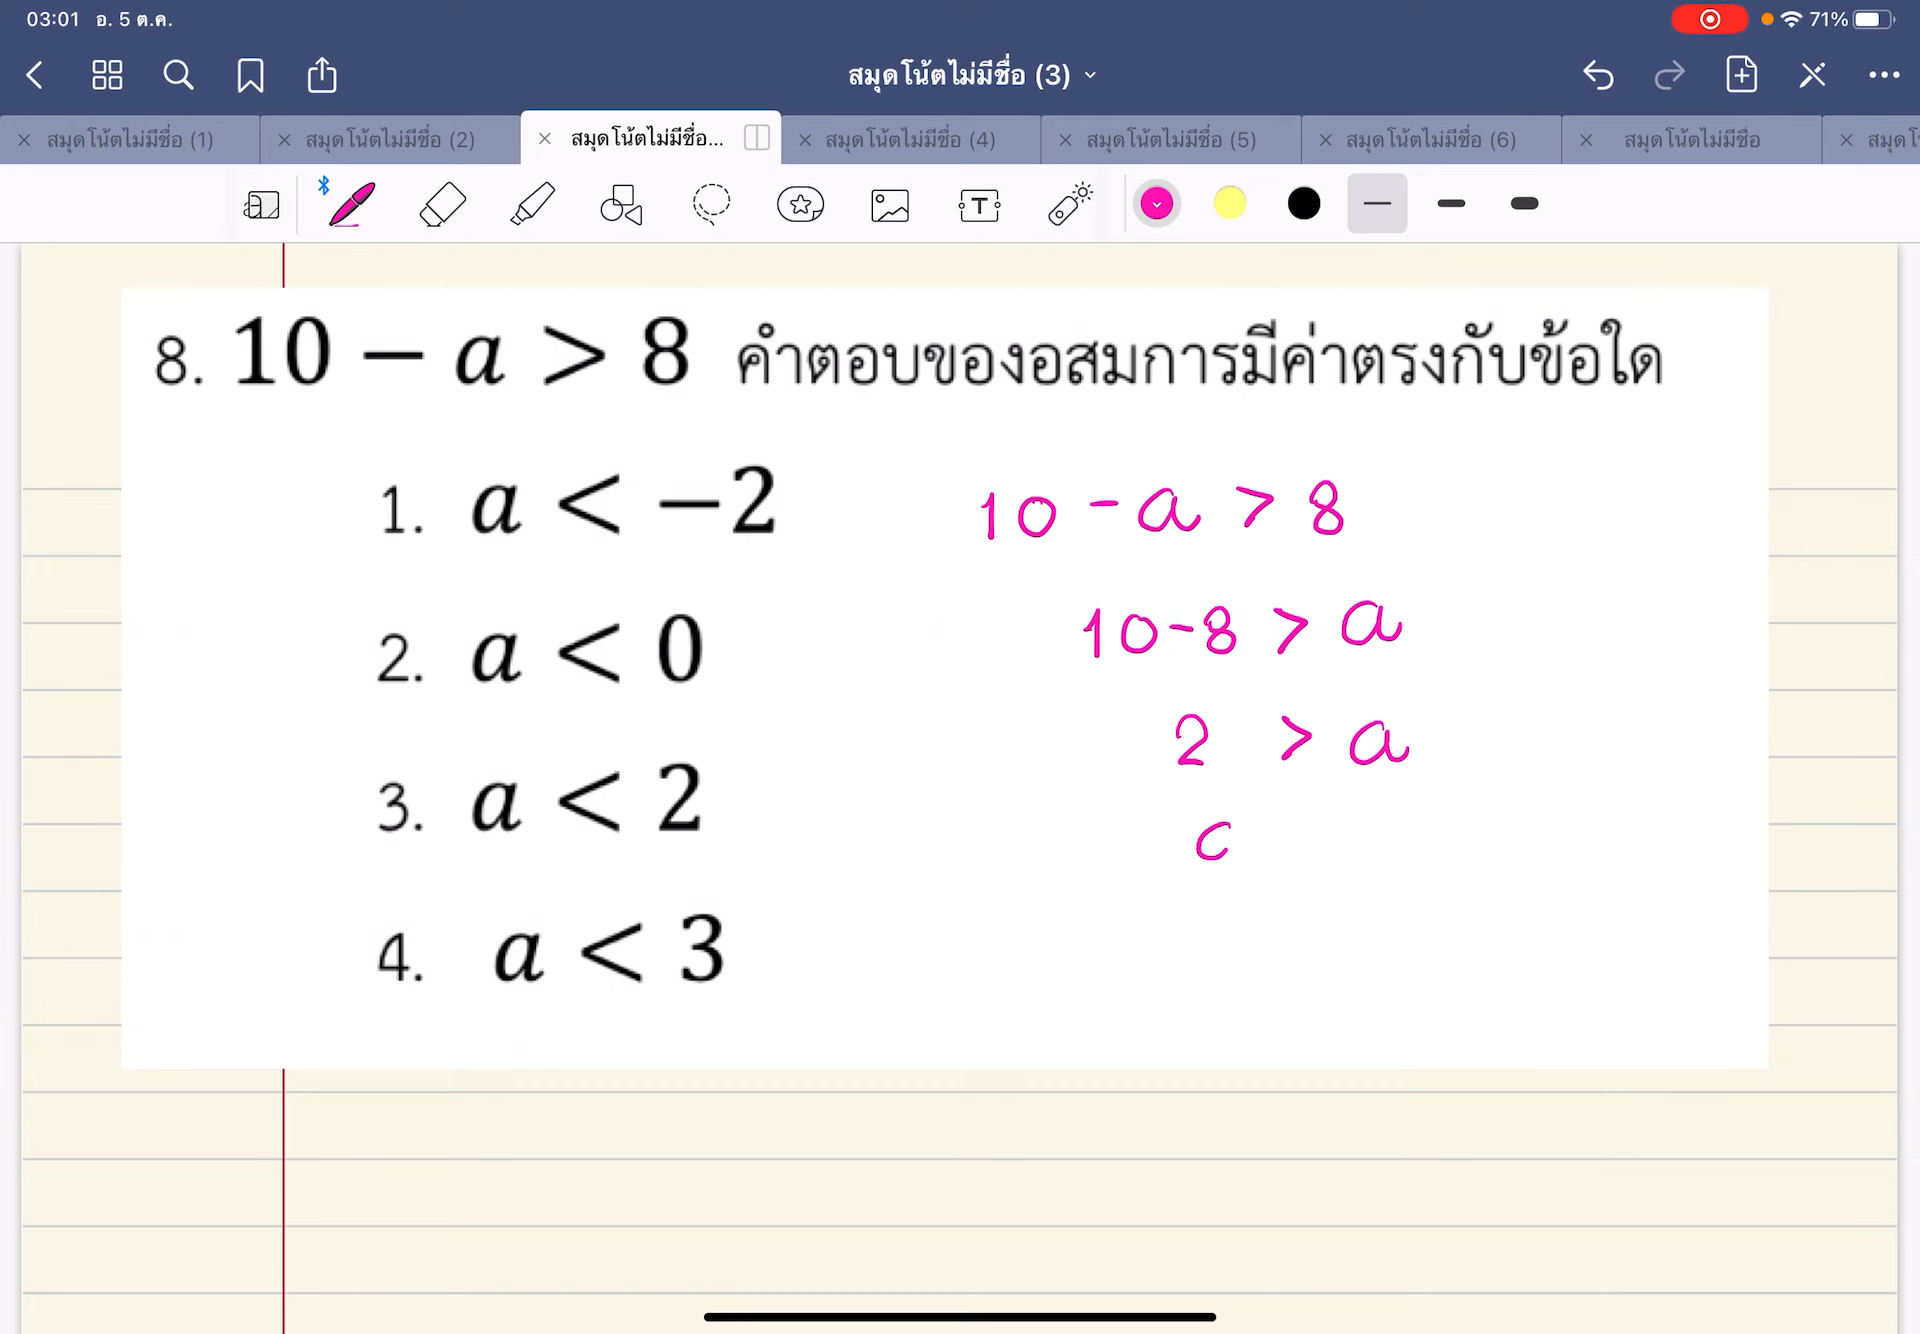 03:01 อ. 5 ต.ค. 71%
สมุดโน้ตไม่มีชื่อ (3)
สมุดโน้ตไม่มีชื่อ (1) สมุดโน้ตไม่มีชื่อ (2) สมุดโน้ตไม่มีชื่อ... สมุดโน้ตไม่มีชื่อ (4) สมุดโน้ตไม่มีชื่อ (5) สมุดโน้ตไม่มีชื่อ (6) สมุดโน้ตไม่มีชื่อ สมุดโ
8. 10 − a > 8 คำตอบของอสมการมีค่าตรงกับข้อใด
1. a < −2
2. a < 0
3. a < 2
4. a < 3
10 - a > 8
10 - 8 > a
2 > a
c